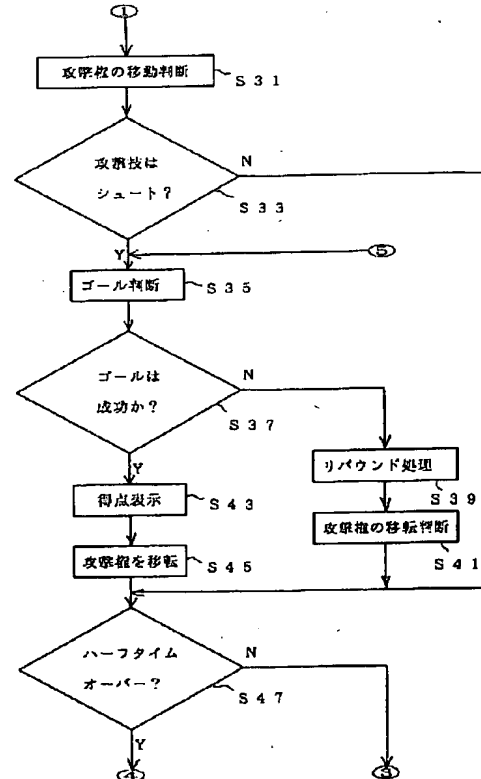 ①
攻撃権の移動判断
S31
攻撃技は
シュート?
N
S33
Y
⑤
ゴール判断
S35
ゴールは
成功か?
N
S37
Y
リバウンド処理
S39
得点表示
S43
攻撃権の移転判断
S41
攻撃権を移転
S45
ハーフタイム
オーバー?
N
S47
Y
④
③